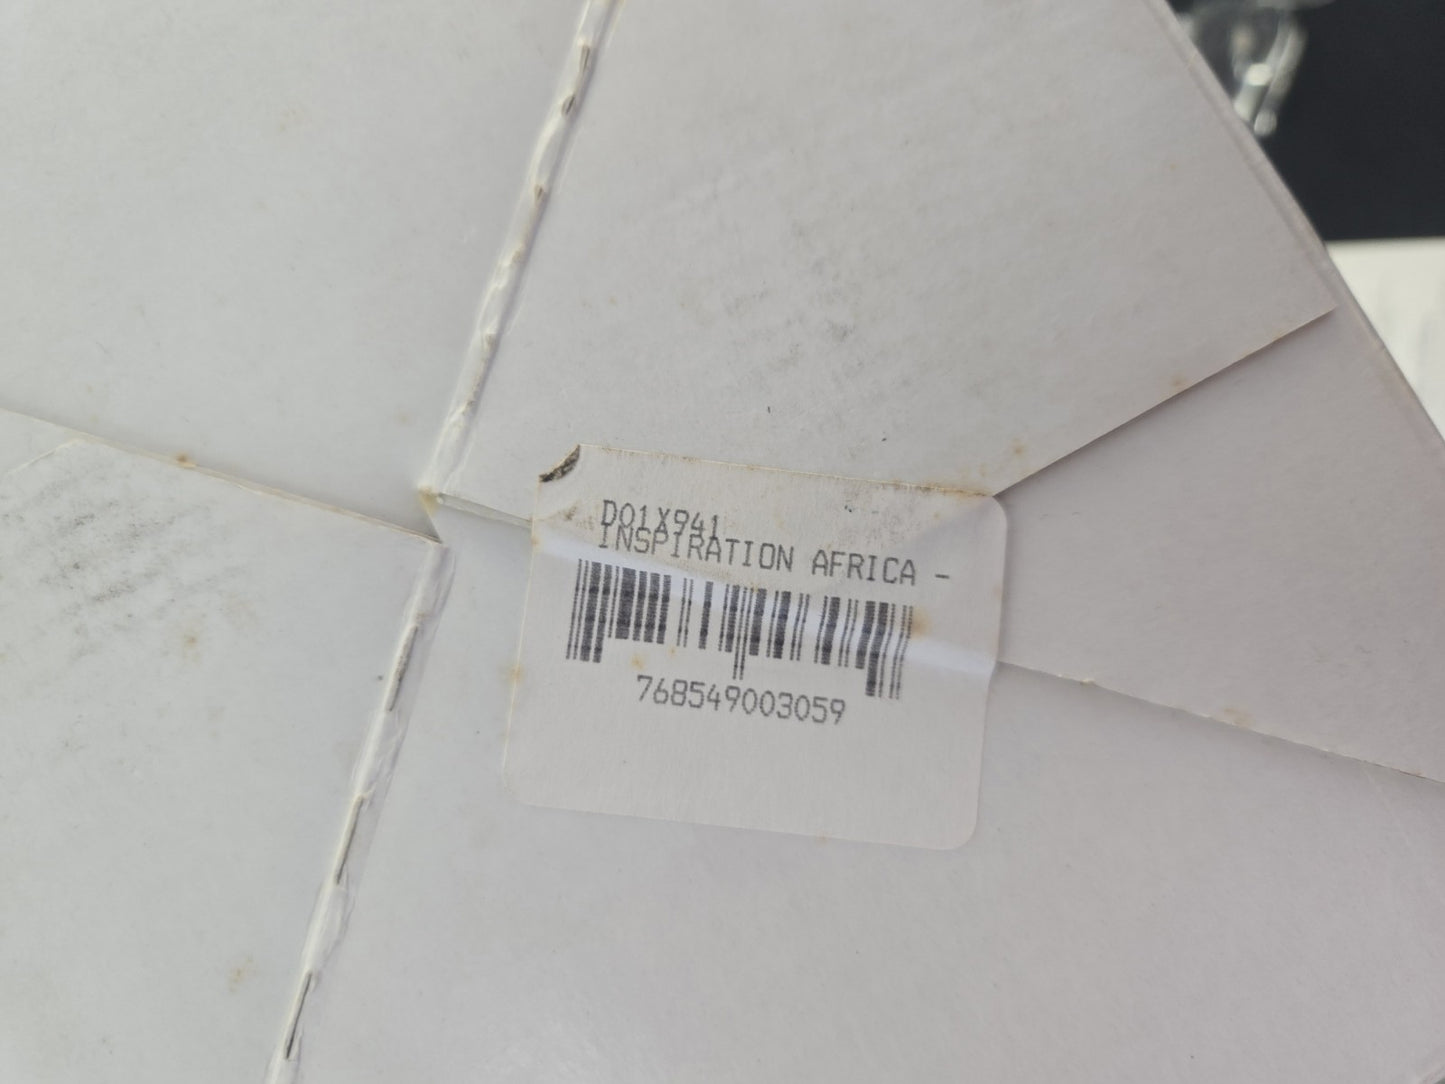 D01X941
INSPIRATION AFRICA -
768549003059